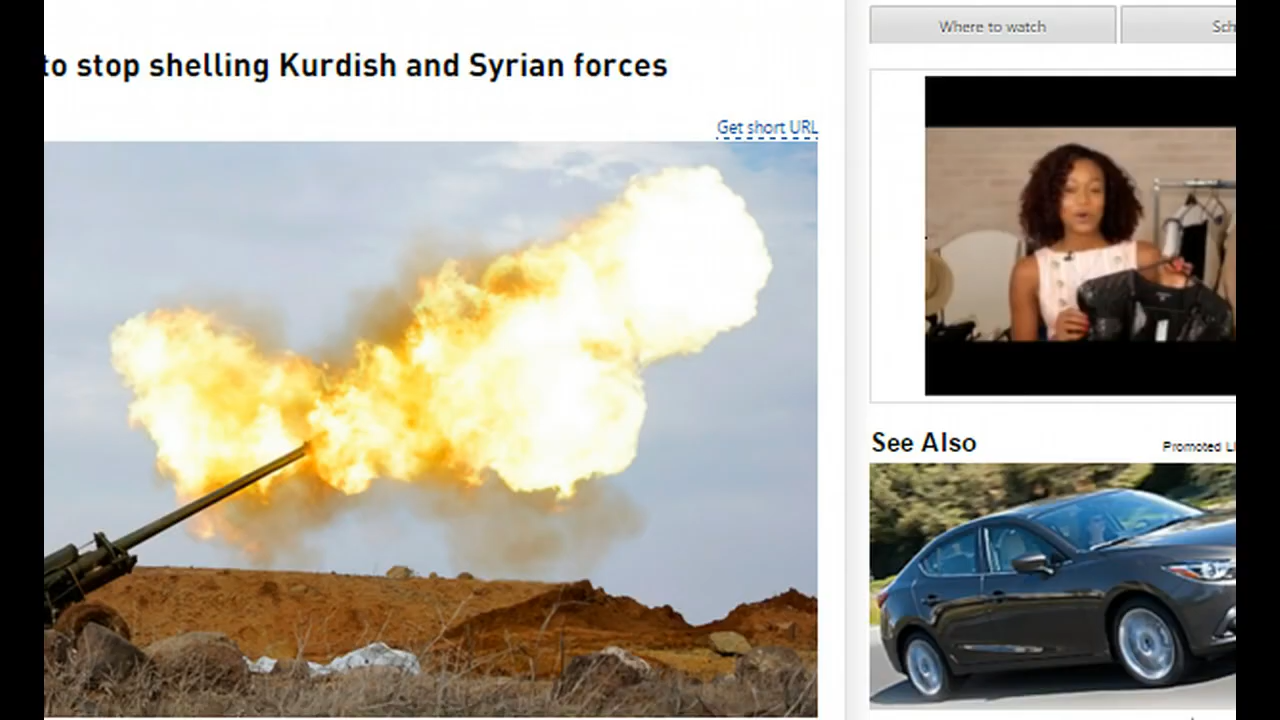 to stop shelling Kurdish and Syrian forces
Get short URL
Where to watch
See Also